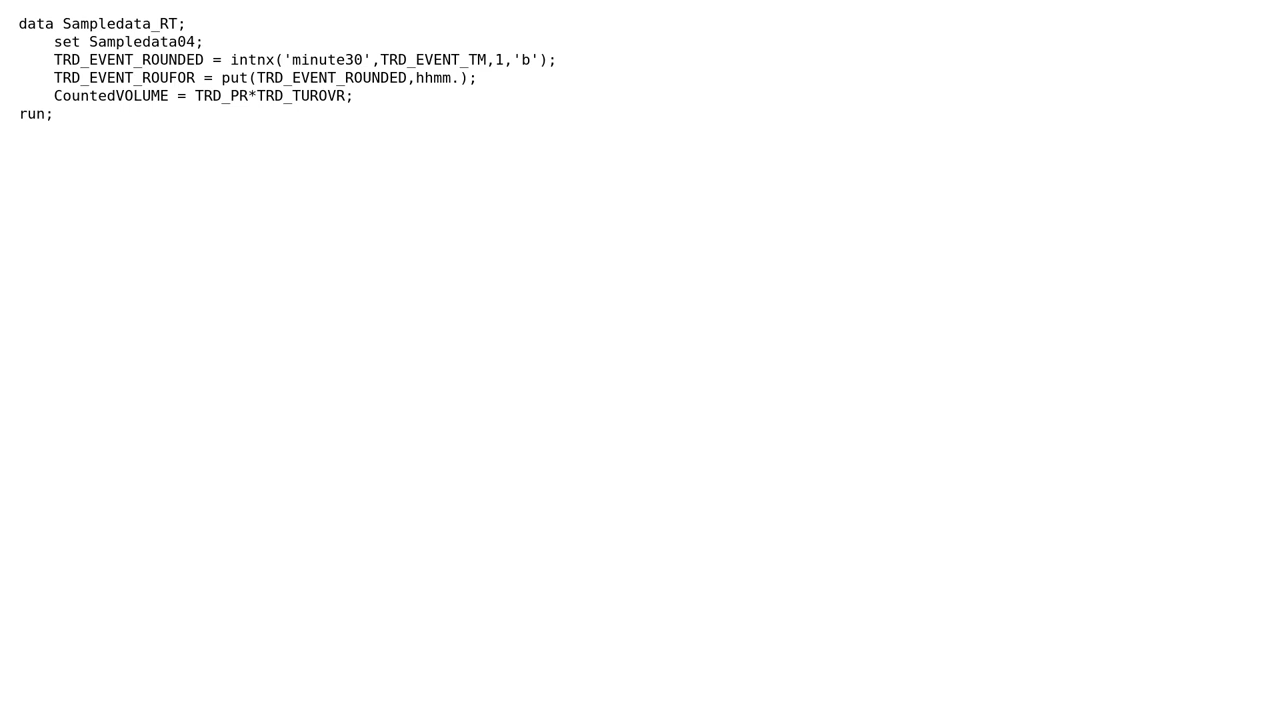 data Sampledata_RT;
    set Sampledata04;
    TRD_EVENT_ROUNDED = intnx('minute30',TRD_EVENT_TM,1,'b');
    TRD_EVENT_ROUFOR = put(TRD_EVENT_ROUNDED,hhmm.);
    CountedVOLUME = TRD_PR*TRD_TUROVR;
run;